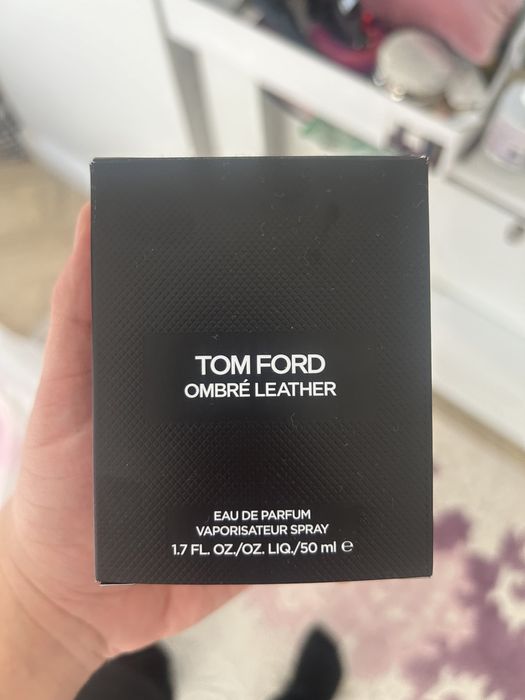 TOM FORD
OMBRÉ LEATHER
EAU DE PARFUM
VAPORISATEUR SPRAY
1.7 FL. OZ./OZ. LIQ./50 ml ℮